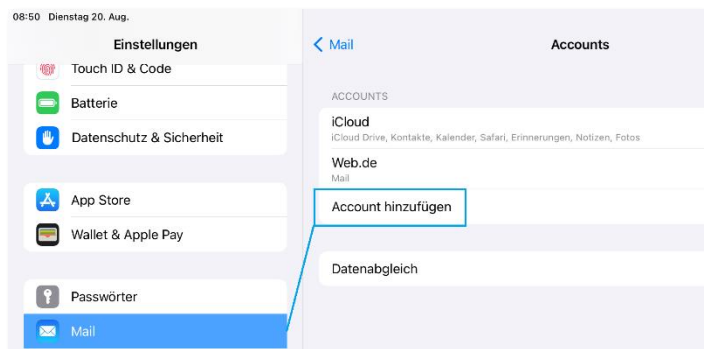 08:50 Dienstag 20. Aug.
Einstellungen
Touch ID & Code
Batterie
Datenschutz & Sicherheit
App Store
Wallet & Apple Pay
Passwörter
Mail
Mail
Accounts
ACCOUNTS
iCloud
iCloud Drive, Kontakte, Kalender, Safari, Erinnerungen, Notizen, Fotos
Web.de
Mail
Account hinzufügen
Datenabgleich